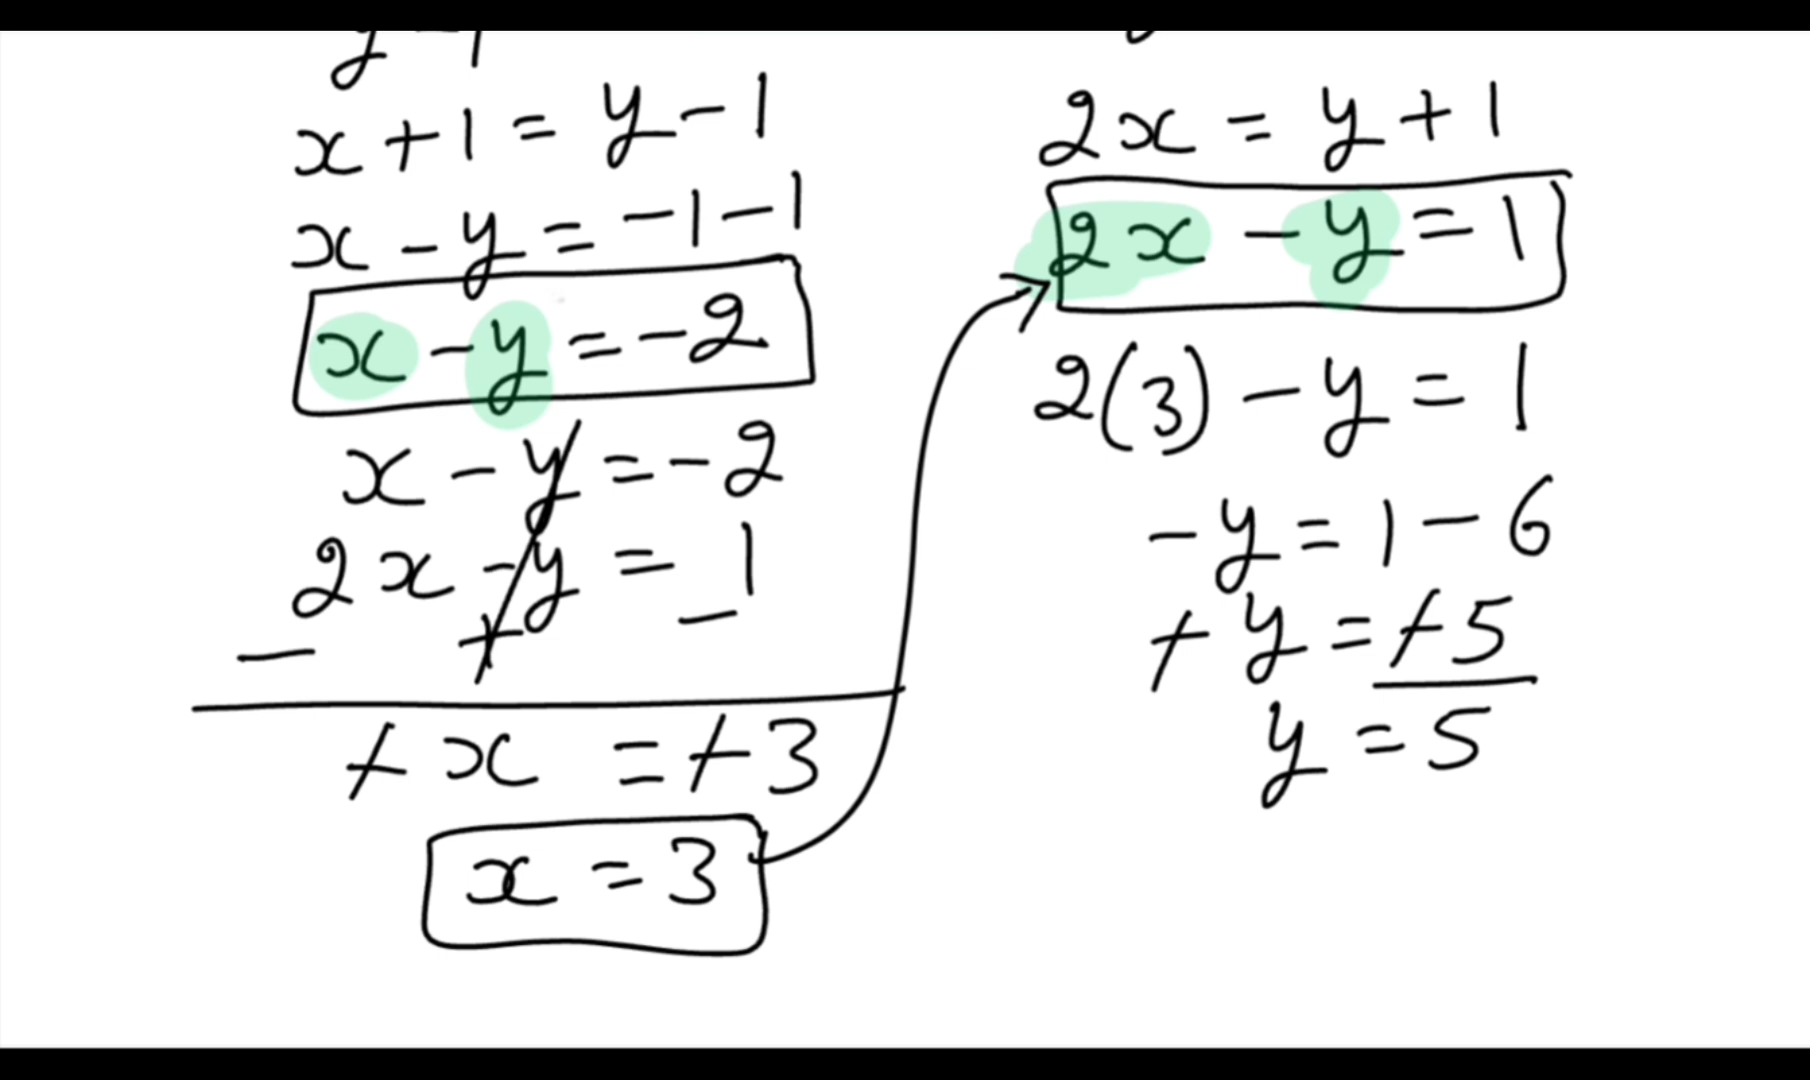 x + 1 = y - 1
x - y = - 1 - 1
x - y = - 2
x - y = - 2
2x - y = 1
- + -
+ x = + 3
x = 3
2x = y + 1
2x - y = 1
2(3) - y = 1
- y = 1 - 6
+ y = + 5
y = 5